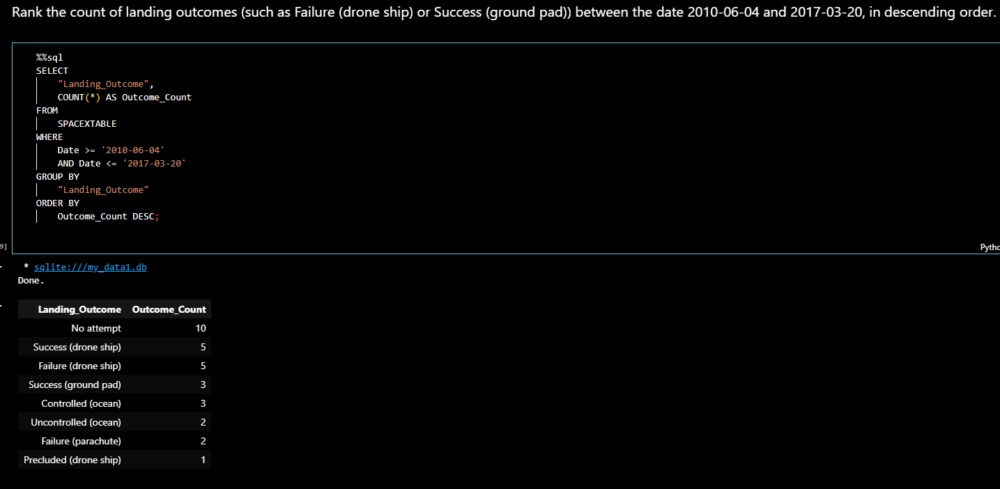 Rank the count of landing outcomes (such as Failure (drone ship) or Success (ground pad)) between the date 2010-06-04 and 2017-03-20, in descending order.
%%sql
SELECT
"Landing_Outcome",
COUNT(*) AS Outcome_Count
FROM
SPACEXTABLE
WHERE
Date >= '2010-06-04'
AND Date <= '2017-03-20'
GROUP BY
"Landing_Outcome"
ORDER BY
Outcome_Count DESC;
9]
Pytho
* sqlite:///my_data1.db
Done.
Landing_Outcome Outcome_Count
No attempt 10
Success (drone ship) 5
Failure (drone ship) 5
Success (ground pad) 3
Controlled (ocean) 3
Uncontrolled (ocean) 2
Failure (parachute) 2
Precluded (drone ship) 1